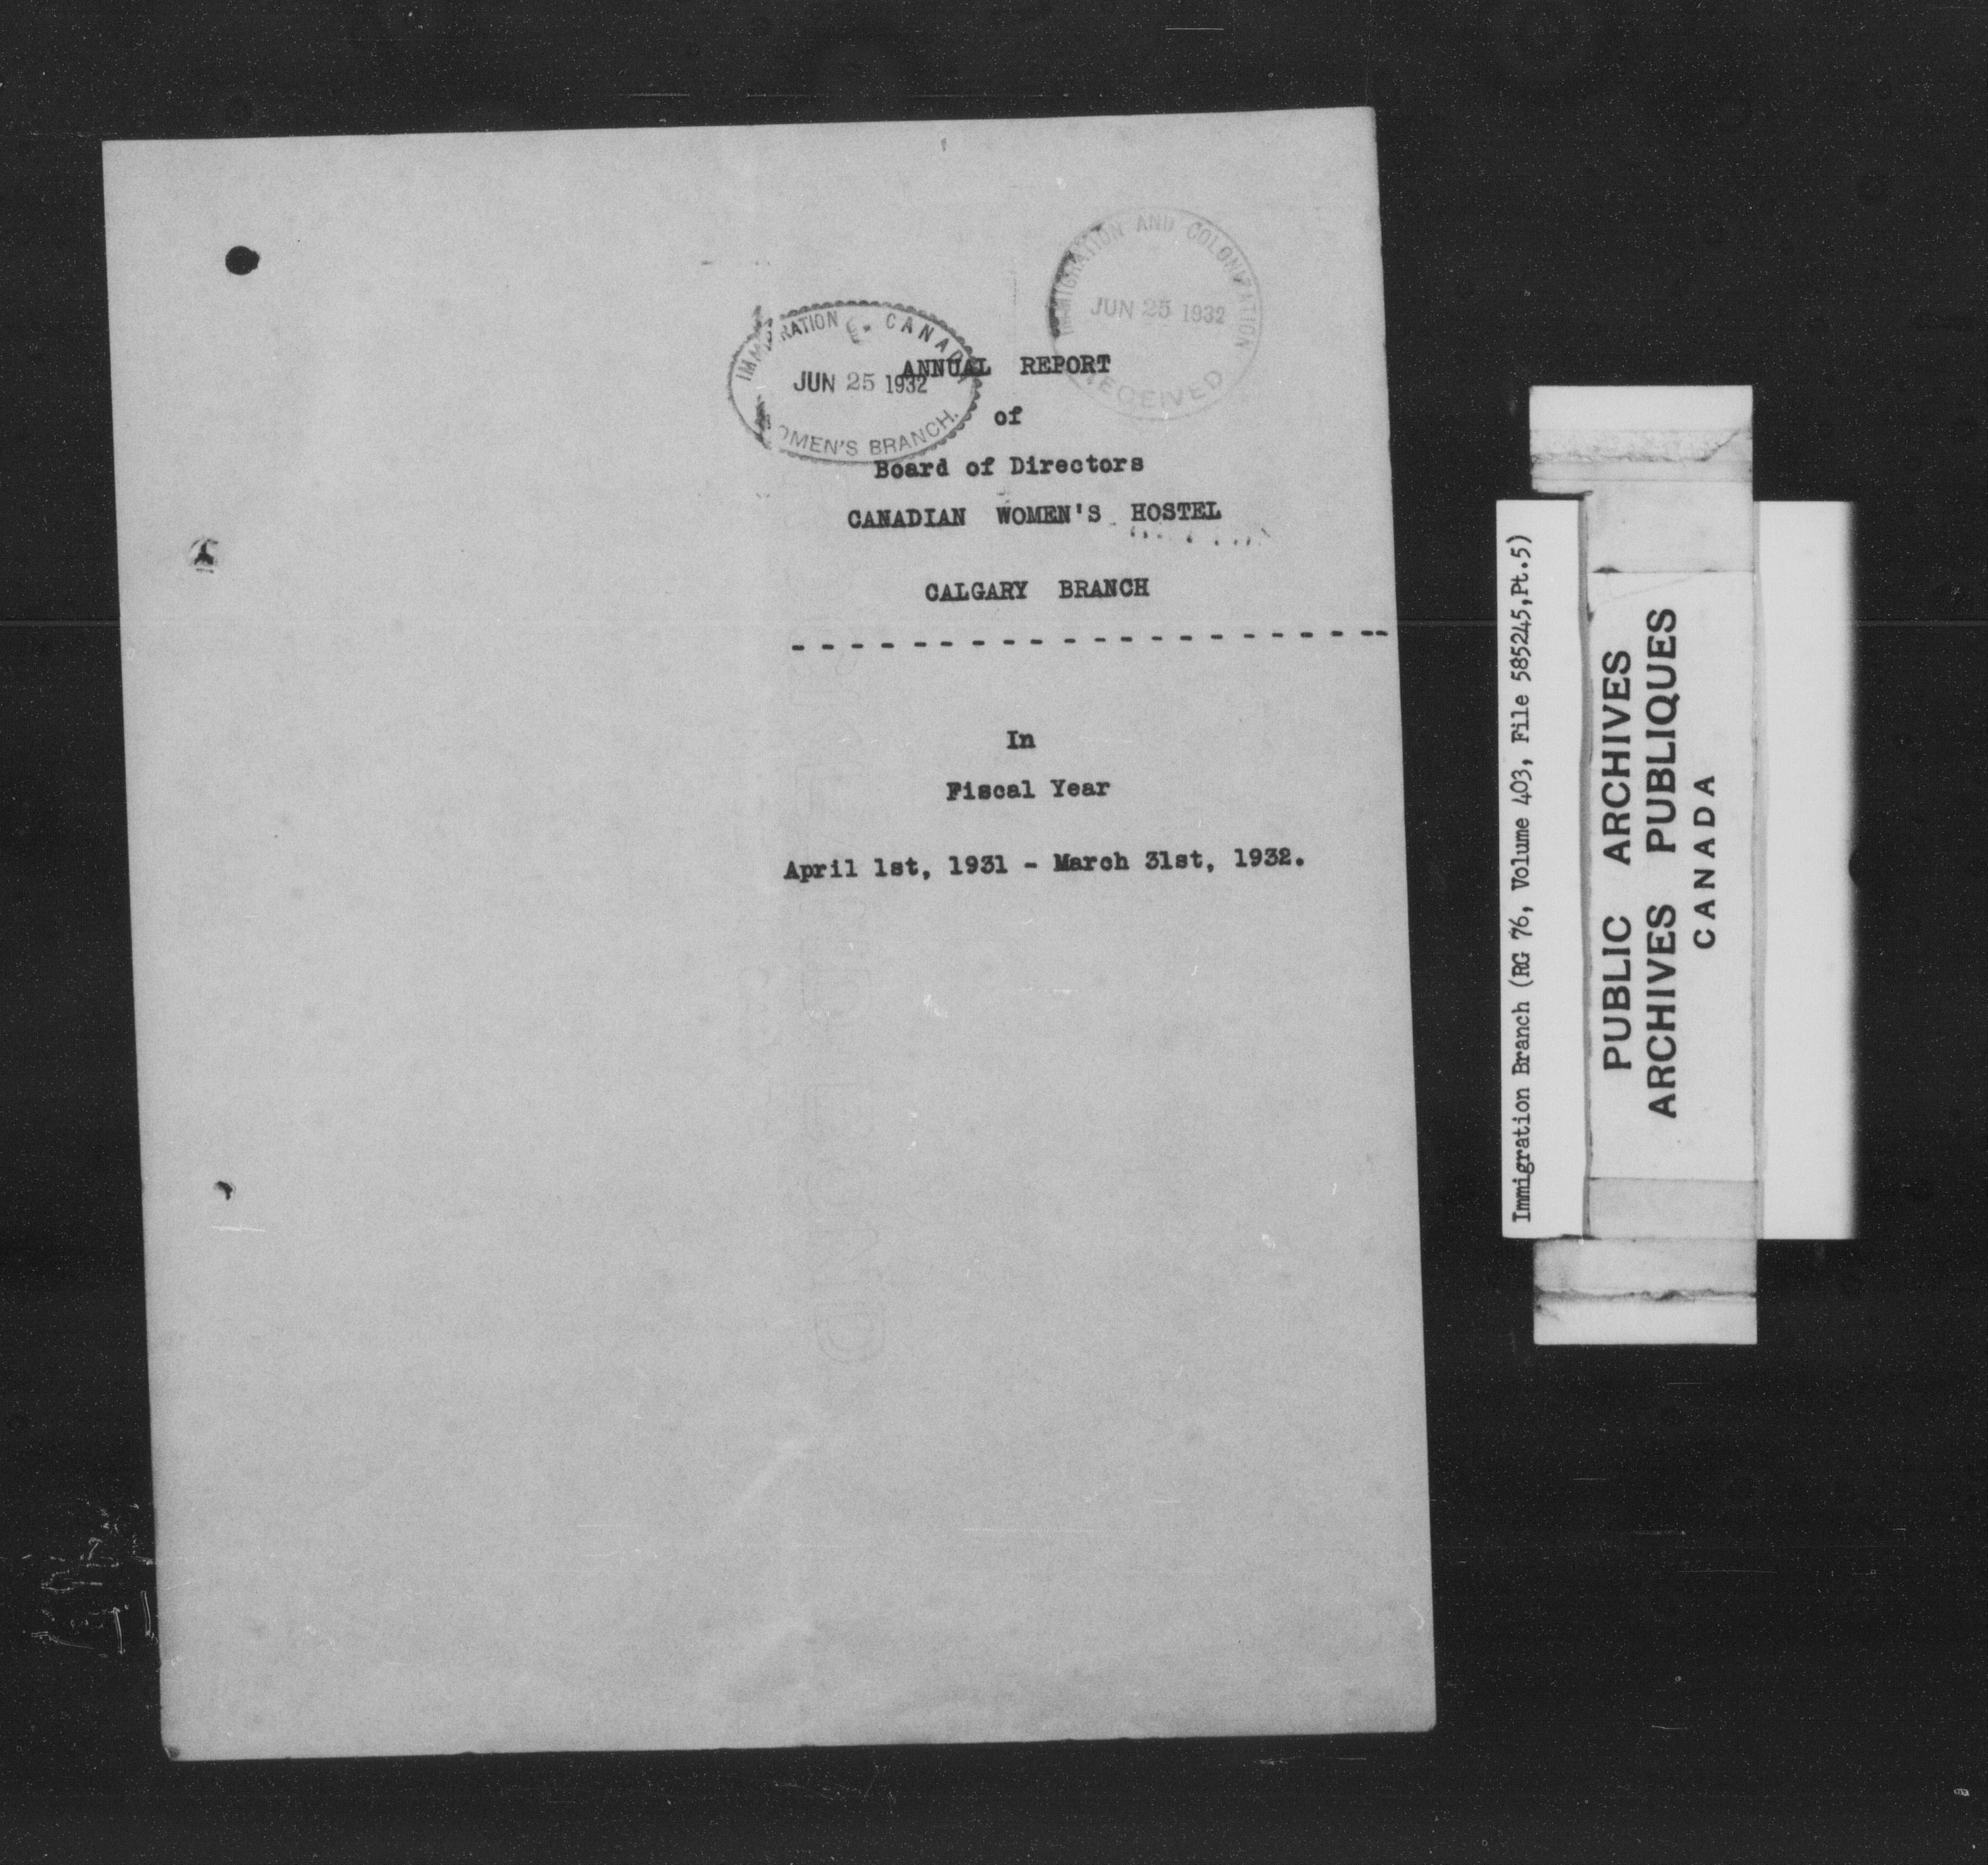 IMMIGRATION AND COLONIZATION
JUN 25 1932
RECEIVED
IMMIGRATION CANADA
JUN 25 1932
WOMEN'S BRANCH.
ANNUAL REPORT
of
Board of Directors
CANADIAN WOMEN'S HOSTEL
CALGARY BRANCH
In
Fiscal Year
April 1st, 1931 - March 31st, 1932.
Immigration Branch (RG 76, Volume 403, File 585245,Pt.5)
PUBLIC ARCHIVES
ARCHIVES PUBLIQUES
CANADA